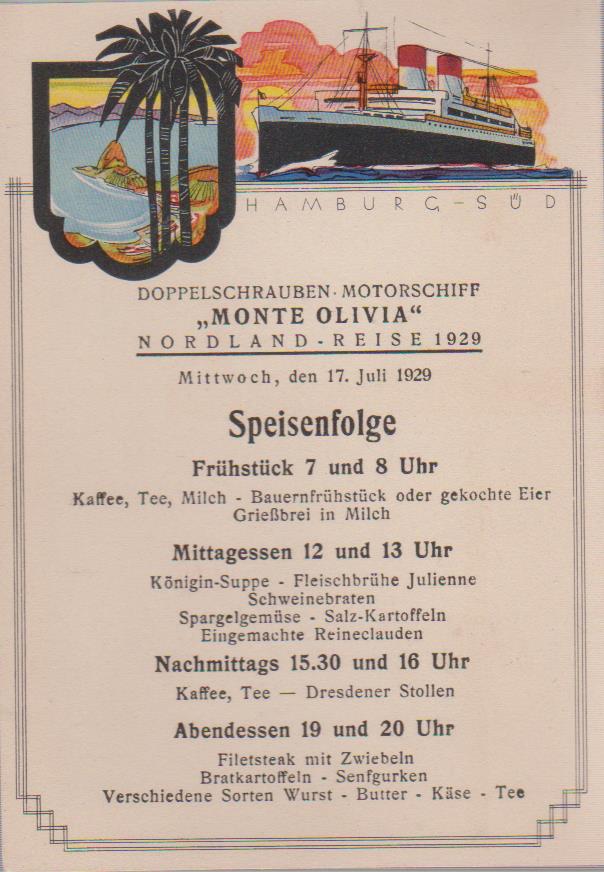 HAMBURG-SÜD
DOPPELSCHRAUBEN-MOTORSCHIFF
„MONTE OLIVIA“
NORDLAND-REISE 1929
Mittwoch, den 17. Juli 1929
Speisenfolge
Frühstück 7 und 8 Uhr
Kaffee, Tee, Milch - Bauernfrühstück oder gekochte Eier
Grießbrei in Milch
Mittagessen 12 und 13 Uhr
Königin-Suppe - Fleischbrühe Julienne
Schweinebraten
Spargelgemüse - Salz-Kartoffeln
Eingemachte Reineclauden
Nachmittags 15.30 und 16 Uhr
Kaffee, Tee — Dresdener Stollen
Abendessen 19 und 20 Uhr
Filetsteak mit Zwiebeln
Bratkartoffeln - Senfgurken
Verschiedene Sorten Wurst - Butter - Käse - Tee